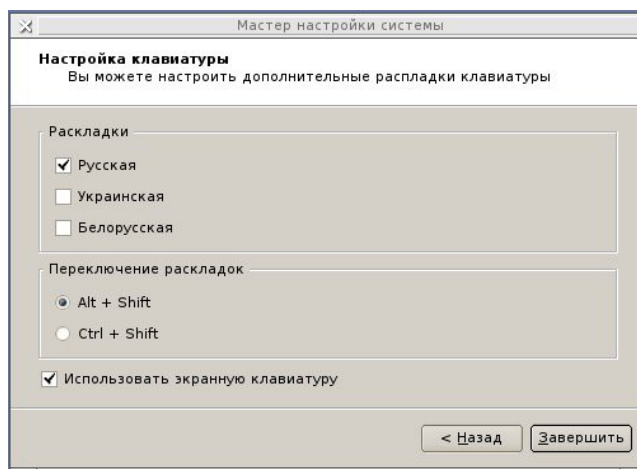 Мастер настройки системы
Настройка клавиатуры
Вы можете настроить дополнительные распладки клавиатуры
Раскладки
Русская
Украинская
Белорусская
Переключение раскладок
Alt + Shift
Ctrl + Shift
Использовать экранную клавиатуру
< Назад
Завершить